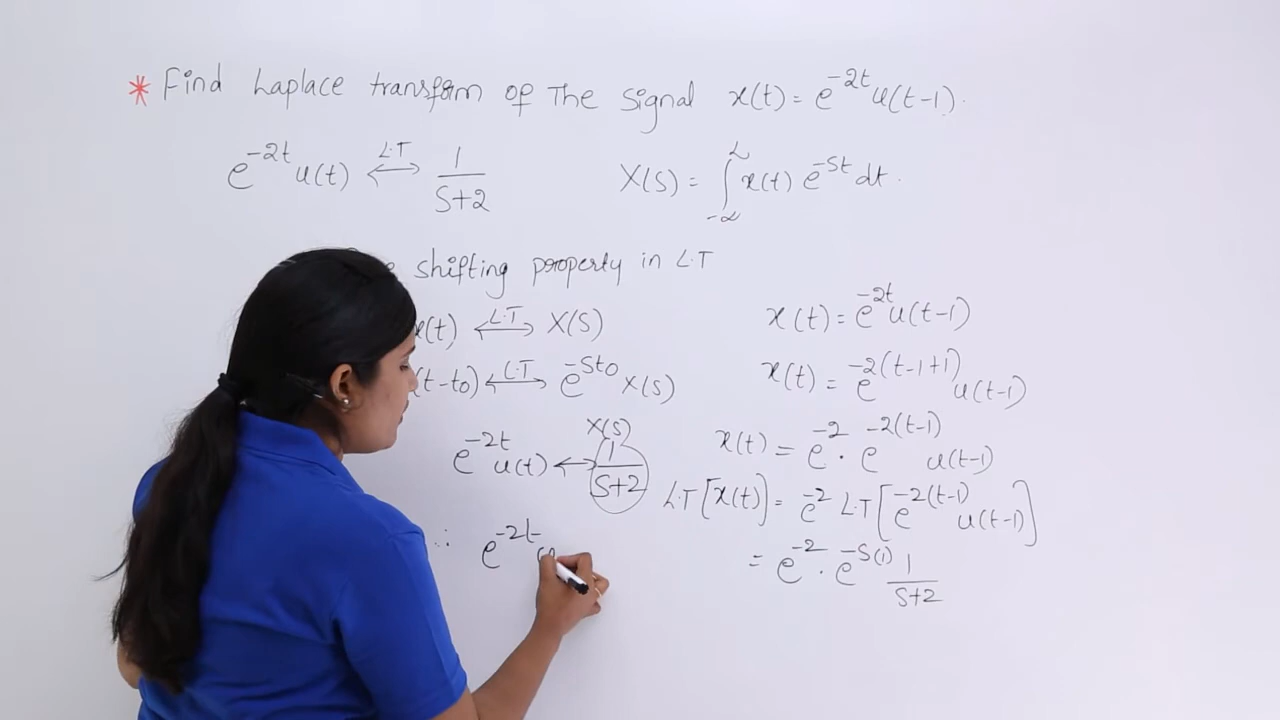 * Find Laplace transform of The Signal x(t) = e^{-2t} u(t-1).
e^{-2t} u(t) ⟷^{L.T} 1/(S+2)
X(S) = ∫_{-∞}^{∞} x(t) e^{-st} dt.
shifting property in L.T
x(t) ⟷^{L.T} X(S)
(t-t0) ⟷^{L.T} e^{-St0} X(S)
X(S)
e^{-2t} u(t) ⟷ 1/(S+2)
∴ e^{-2t}
x(t) = e^{-2t} u(t-1)
x(t) = e^{-2(t-1+1)} u(t-1)
x(t) = e^{-2} . e^{-2(t-1)} u(t-1)
L.T[x(t)] = e^{-2} L.T[e^{-2(t-1)} u(t-1)]
= e^{-2} . e^{-S(1)} 1/(S+2)